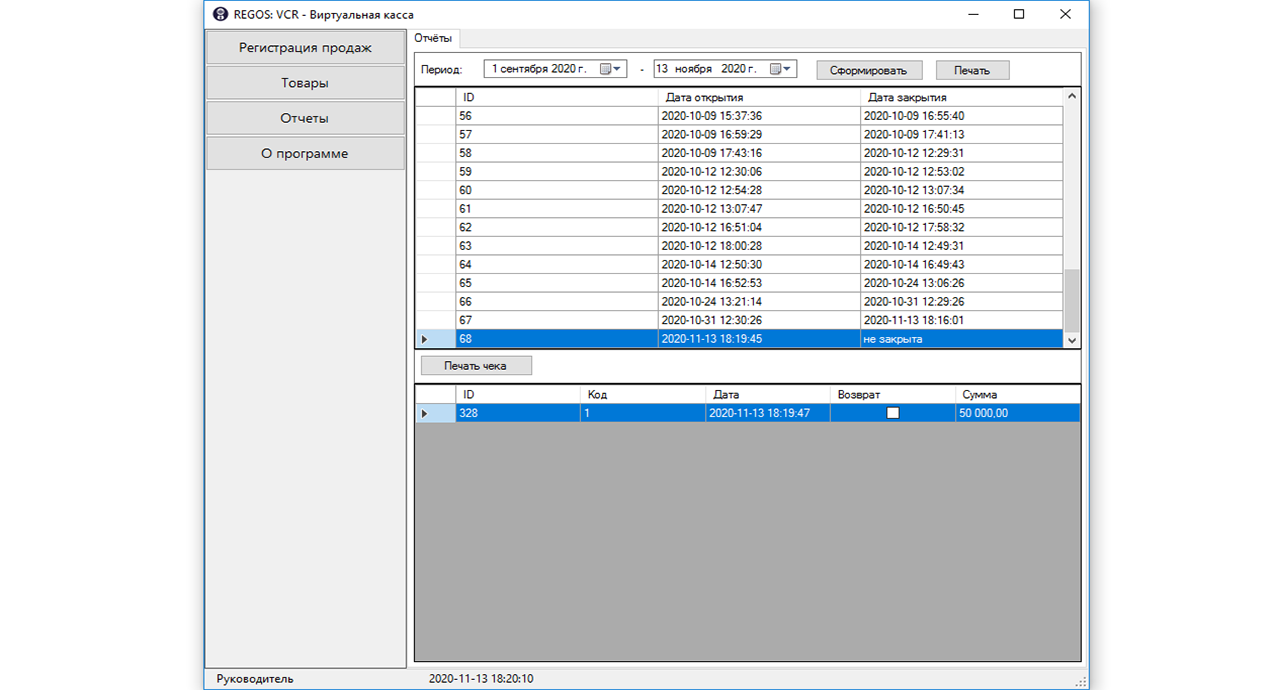 REGOS: VCR - Виртуальная касса
Регистрация продаж
Товары
Отчеты
О программе
Отчёты
Период: 1 сентября 2020 г. - 13 ноября 2020 г. Сформировать Печать
ID Дата открытия Дата закрытия
56 2020-10-09 15:37:36 2020-10-09 16:55:40
57 2020-10-09 16:59:29 2020-10-09 17:41:13
58 2020-10-09 17:43:16 2020-10-12 12:29:31
59 2020-10-12 12:30:06 2020-10-12 12:53:02
60 2020-10-12 12:54:28 2020-10-12 13:07:34
61 2020-10-12 13:07:47 2020-10-12 16:50:45
62 2020-10-12 16:51:04 2020-10-12 17:58:32
63 2020-10-12 18:00:28 2020-10-14 12:49:31
64 2020-10-14 12:50:30 2020-10-14 16:49:43
65 2020-10-14 16:52:53 2020-10-24 13:06:26
66 2020-10-24 13:21:14 2020-10-31 12:29:26
67 2020-10-31 12:30:26 2020-11-13 18:16:01
68 2020-11-13 18:19:45 не закрыта
Печать чека
ID Код Дата Возврат Сумма
328 1 2020-11-13 18:19:47 50 000,00
Руководитель 2020-11-13 18:20:10